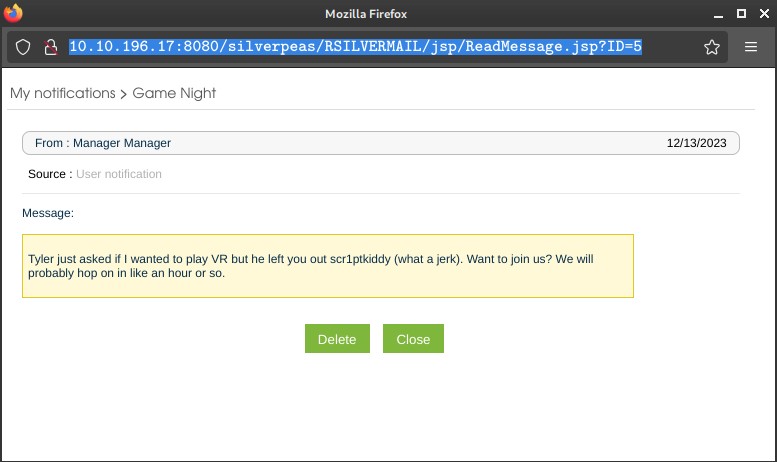 Mozilla Firefox
10.10.196.17:8080/silverpeas/RSILVERMAIL/jsp/ReadMessage.jsp?ID=5
My notifications > Game Night
From : Manager Manager 12/13/2023
Source : User notification
Message:
Tyler just asked if I wanted to play VR but he left you out scr1ptkiddy (what a jerk). Want to join us? We will
probably hop on in like an hour or so.
Delete Close